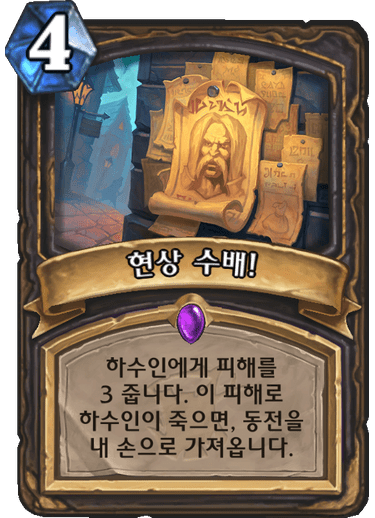 4
현상 수배!
하수인에게 피해를
3 줍니다. 이 피해로
하수인이 죽으면, 동전을
내 손으로 가져옵니다.